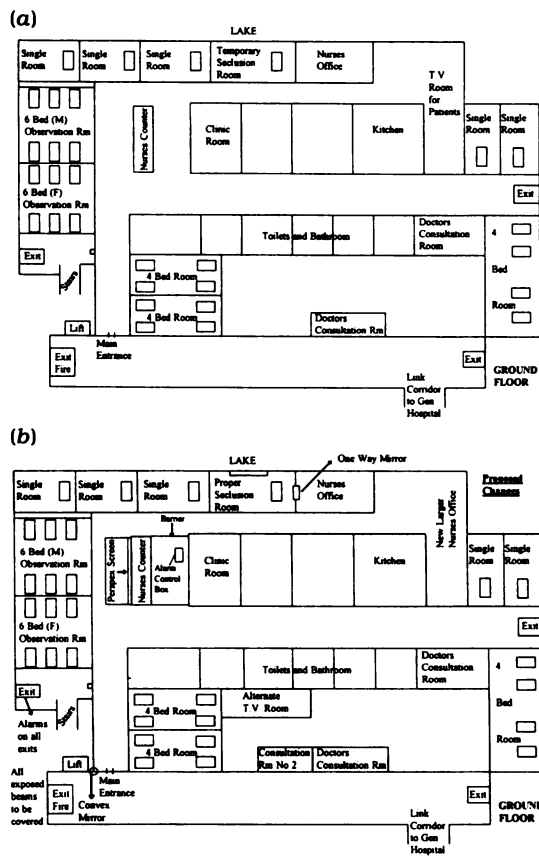 (a)
LAKE
Single
Room
Single
Room
Single
Room
Temporary
Seclusion
Room
Nurses
Office
T V
Room
for
Patients
6 Bed (M)
Observation Rm
Nurses Counter
Clinic
Room
Kitchen
Single
Room
Single
Room
6 Bed (F)
Observation Rm
Exit
Toilets and Bathroom
Doctors
Consultation
Room
4
Bed
Room
Exit
Stairs
4 Bed Room
4 Bed Room
Doctors
Consultation Rm
Lift
Main
Entrance
Exit
Fire
Exit
Link
Corridor
to Gen
Hospital
GROUND
FLOOR
(b)
LAKE
One Way Mirror
Single
Room
Single
Room
Single
Room
Proper
Seclusion
Room
Nurses
Office
New Larger
Nurses Office
Proposed
Changes
Barrier
6 Bed (M)
Observation Rm
Perspex Screen
Nurses Counter
Alarm
Control
Box
Clinic
Room
Kitchen
Single
Room
Single
Room
6 Bed (F)
Observation Rm
Exit
Toilets and Bathroom
Doctors
Consultation
Room
4
Bed
Room
Exit
Stairs
Alarms
on all
exits
4 Bed Room
Alternate
T V Room
4 Bed Room
Consultation
Rm No 2
Doctors
Consultation Rm
Lift
All
exposed
beams
to be
covered
Main
Entrance
Exit
Fire
Convex
Mirror
Exit
Link
Corridor
to Gen
Hospital
GROUND
FLOOR